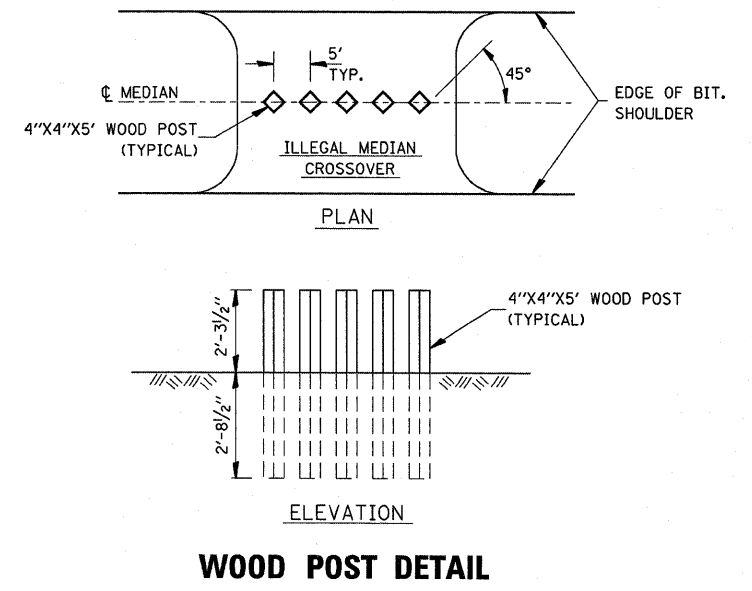 5'
TYP.
45°
℄ MEDIAN
EDGE OF BIT.
SHOULDER
4"X4"X5' WOOD POST
(TYPICAL)
ILLEGAL MEDIAN
CROSSOVER
PLAN
2'-3½"
4"X4"X5' WOOD POST
(TYPICAL)
2'-8½"
ELEVATION
WOOD POST DETAIL